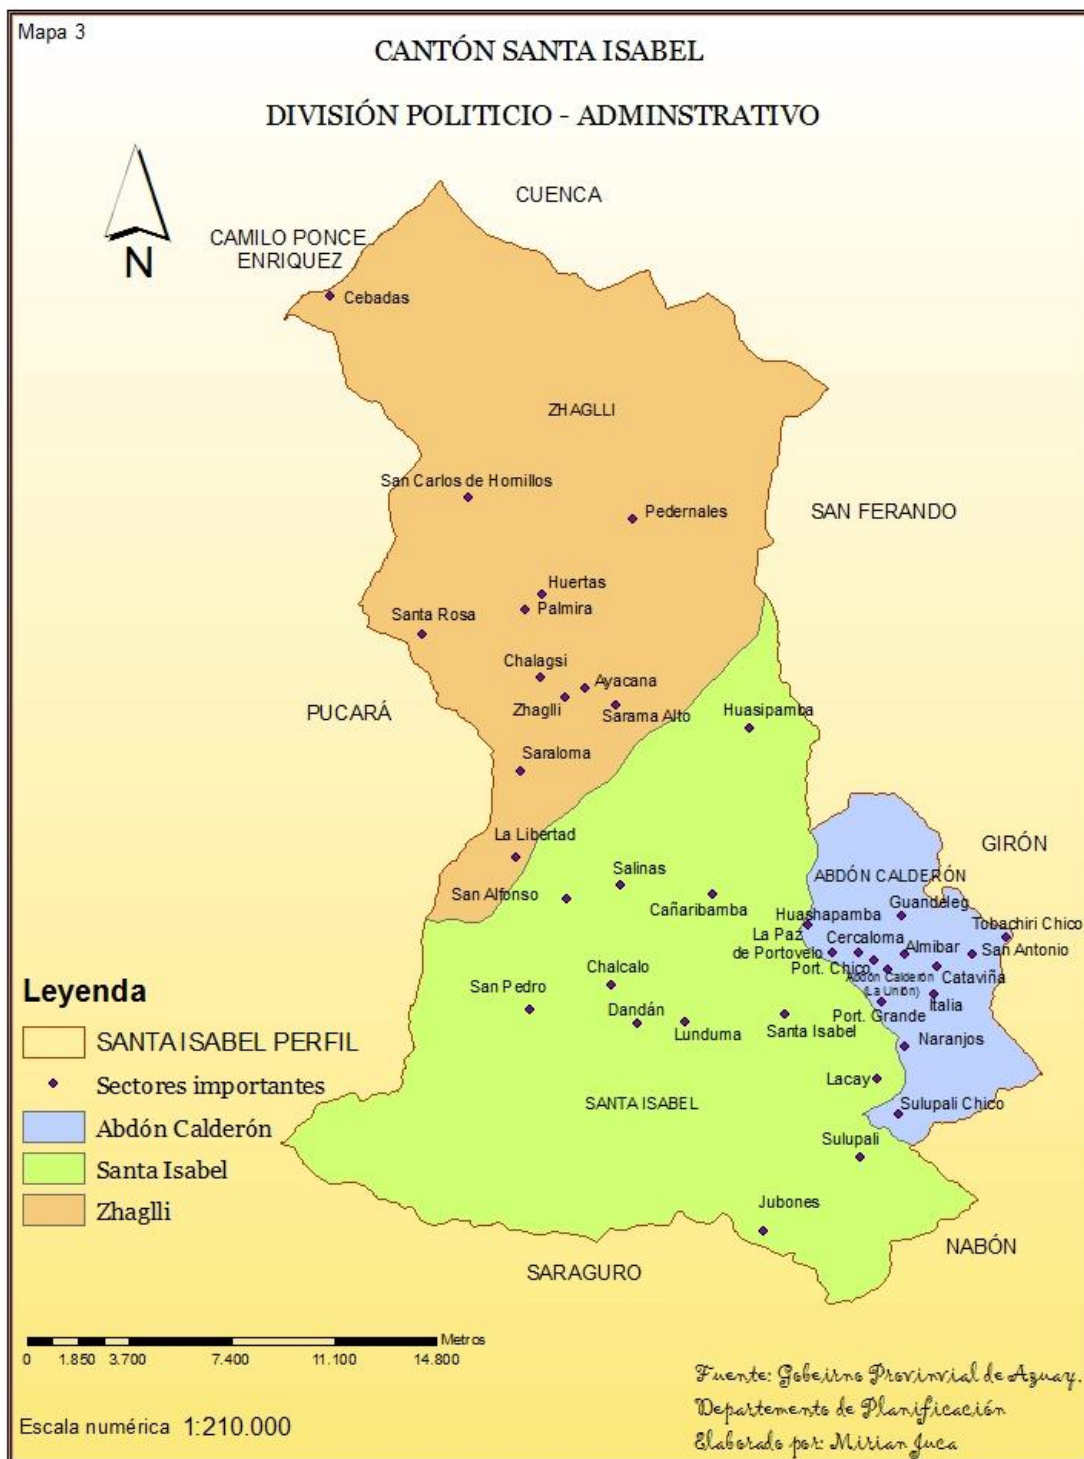 Mapa 3
CANTÓN SANTA ISABEL
DIVISIÓN POLITICIO - ADMINSTRATIVO
N
CUENCA
CAMILO PONCE
ENRIQUEZ
Cebadas
ZHAGLLI
San Carlos de Hornillos
Pedernales
SAN FERANDO
Huertas
Palmira
Santa Rosa
Chalagsi
Ayacana
Zhaglli
Sarama Alto
PUCARÁ
Huasipamba
Saraloma
La Libertad
GIRÓN
Salinas
San Alfonso
Cañaribamba
ABDÓN CALDERÓN
Guandeleg
Huashapamba
Tobachiri Chico
La Paz
de Portovelo
Cercaloma
Almibar
San Antonio
Port. Chico
Abdón Calderón
(La Unión)
Cataviña
Italia
Chalcalo
San Pedro
Dandán
Lunduma
Santa Isabel
Port. Grande
Naranjos
Lacay
SANTA ISABEL
Sulupali Chico
Sulupali
Jubones
NABÓN
SARAGURO
Leyenda
SANTA ISABEL PERFIL
Sectores importantes
Abdón Calderón
Santa Isabel
Zhaglli
Metros
0 1.850 3.700 7.400 11.100 14.800
Escala numérica 1:210.000
Fuente: Gobeirno Provinvial de Azuay.
Departemento de Planificación
Elaborado por: Mirian Juca